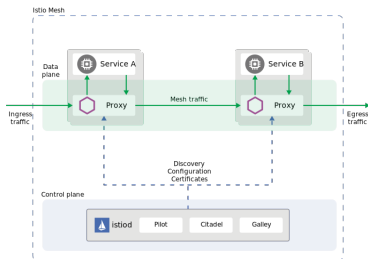 Istio Mesh
Service A
Service B
Data
plane
Proxy
Mesh traffic
Proxy
Ingress
traffic
Egress
traffic
Discovery
Configuration
Certificates
Control plane
istiod
Pilot
Citadel
Galley